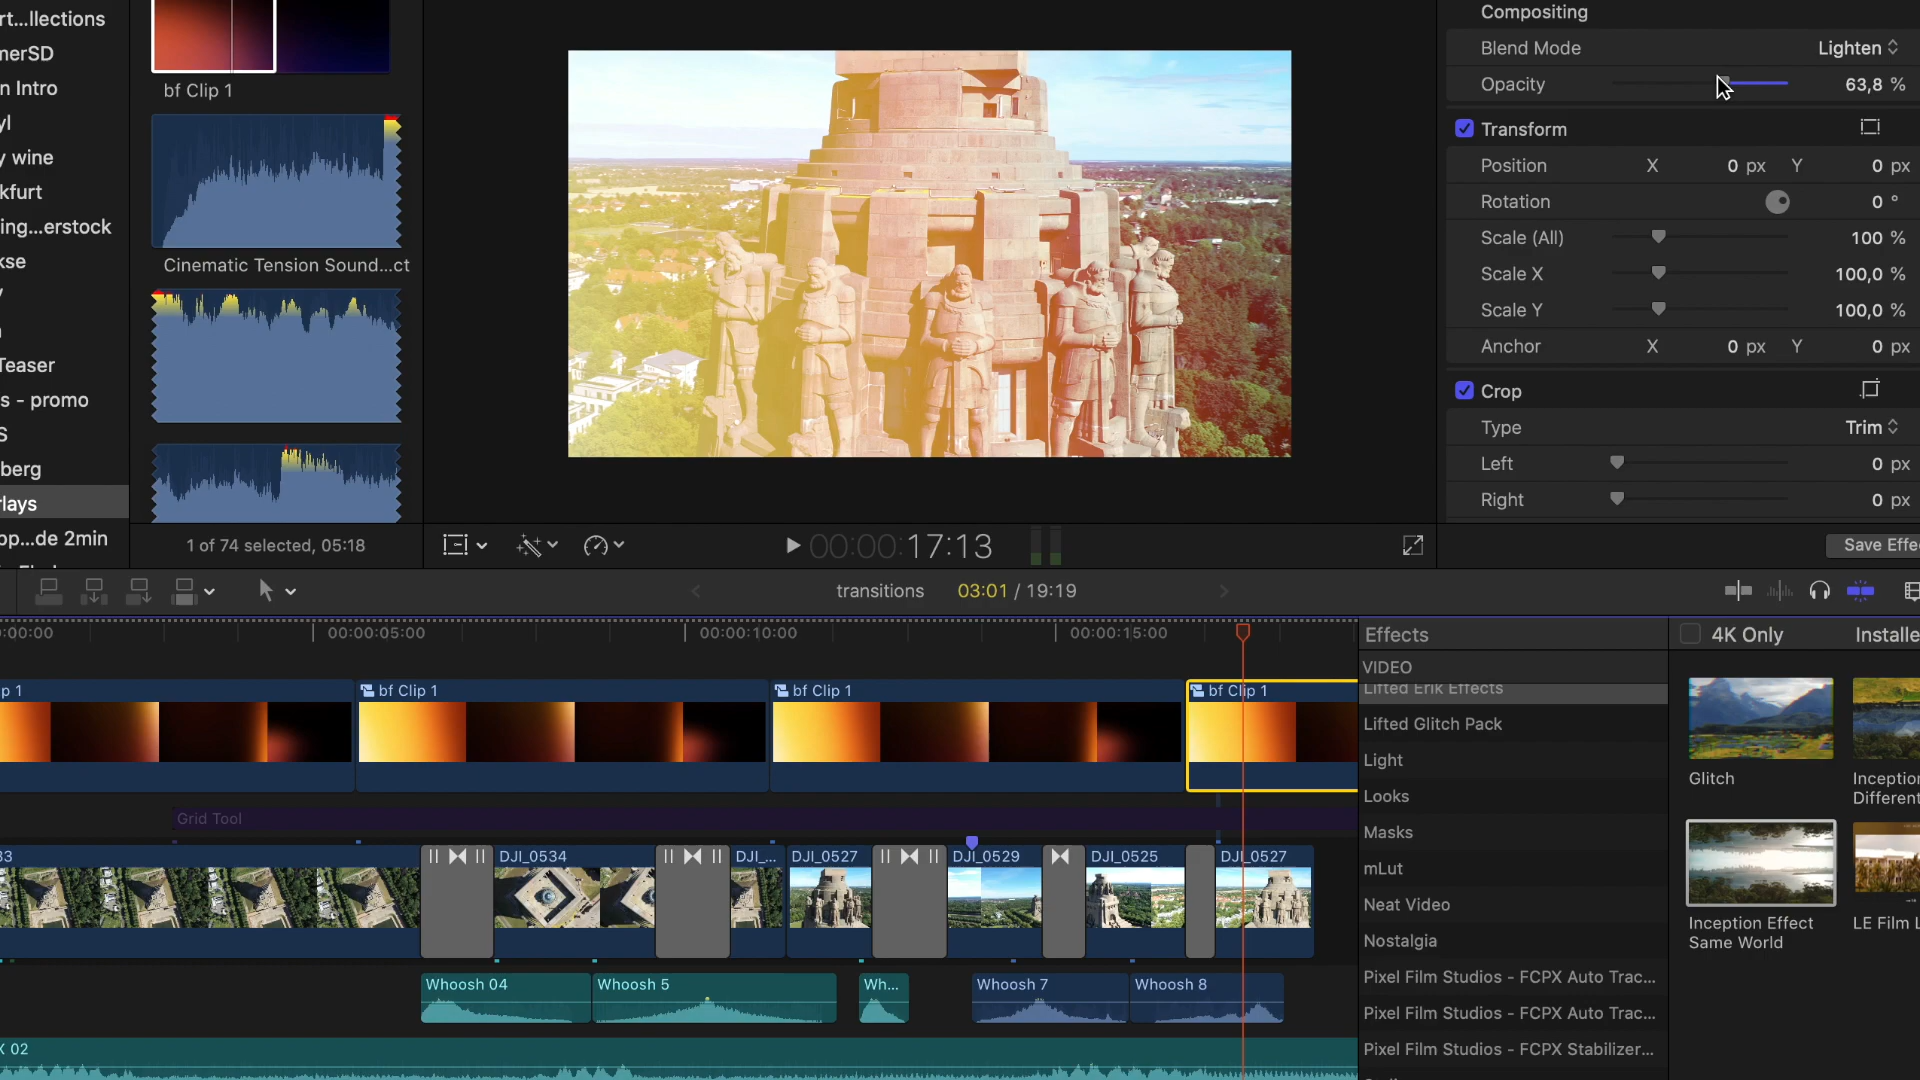 rt...llections
merSD
n Intro
yl
y wine
kfurt
ing...erstock
kse
Teaser
s - promo
S
berg
rlays
op...de 2min
bf Clip 1
Cinematic Tension Sound...ct
1 of 74 selected, 05:18
00:00:17:13
Compositing
Blend Mode
Lighten
Opacity
63,8 %
Transform
Position X 0 px Y 0 px
Rotation 0 °
Scale (All) 100 %
Scale X 100,0 %
Scale Y 100,0 %
Anchor X 0 px Y 0 px
Crop
Type Trim
Left 0 px
Right 0 px
Save Effe
transitions 03:01 / 19:19
:00:00 00:00:05:00 00:00:10:00 00:00:15:00
p 1 bf Clip 1 bf Clip 1 bf Clip 1
Grid Tool
33 DJI_0534 DJI_... DJI_0527 DJI_0529 DJI_0525 DJI_0527
Whoosh 04 Whoosh 5 Wh... Whoosh 7 Whoosh 8
X 02
Effects
VIDEO
Lifted Erik Effects
Lifted Glitch Pack
Light
Looks
Masks
mLut
Neat Video
Nostalgia
Pixel Film Studios - FCPX Auto Trac...
Pixel Film Studios - FCPX Auto Trac...
Pixel Film Studios - FCPX Stabilizer...
4K Only Installe
Glitch
Inception
Different
Inception Effect
Same World
LE Film L